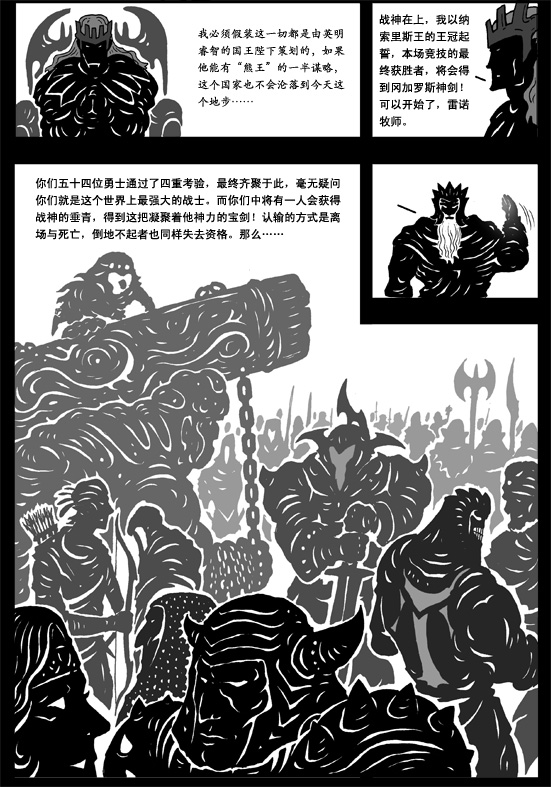 我必须假装这一切都是由英明
睿智的国王陛下策划的，如果
他能有“熊王”的一半谋略，
这个国家也不会沦落到今天这
个地步……
战神在上，我以纳
索里斯王的王冠起
誓，本场竞技的最
终获胜者，将会得
到冈加罗斯神剑！
可以开始了，雷诺
牧师。
你们五十四位勇士通过了四重考验，最终齐聚于此，毫无疑问
你们就是这个世界上最强大的战士。而你们中将有一人会获得
战神的垂青，得到这把凝聚着他神力的宝剑！认输的方式是离
场与死亡，倒地不起者也同样失去资格。那么……